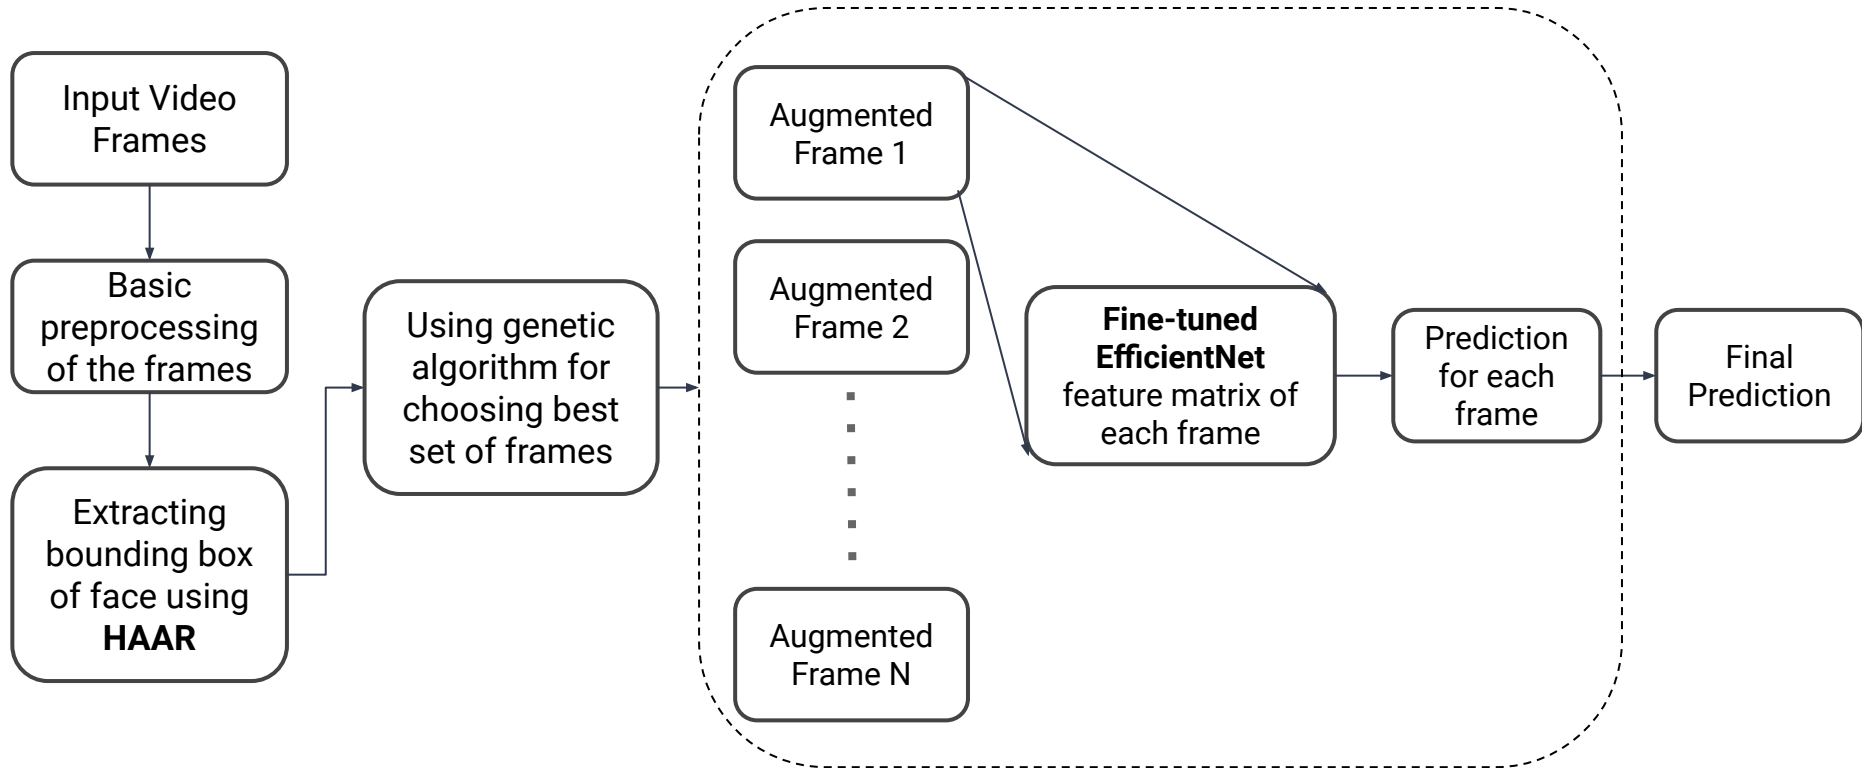 Input Video
Frames
Basic
preprocessing
of the frames
Extracting
bounding box
of face using
HAAR
Using genetic
algorithm for
choosing best
set of frames
Augmented
Frame 1
Augmented
Frame 2
Augmented
Frame N
Fine-tuned
EfficientNet
feature matrix of
each frame
Prediction
for each
frame
Final
Prediction